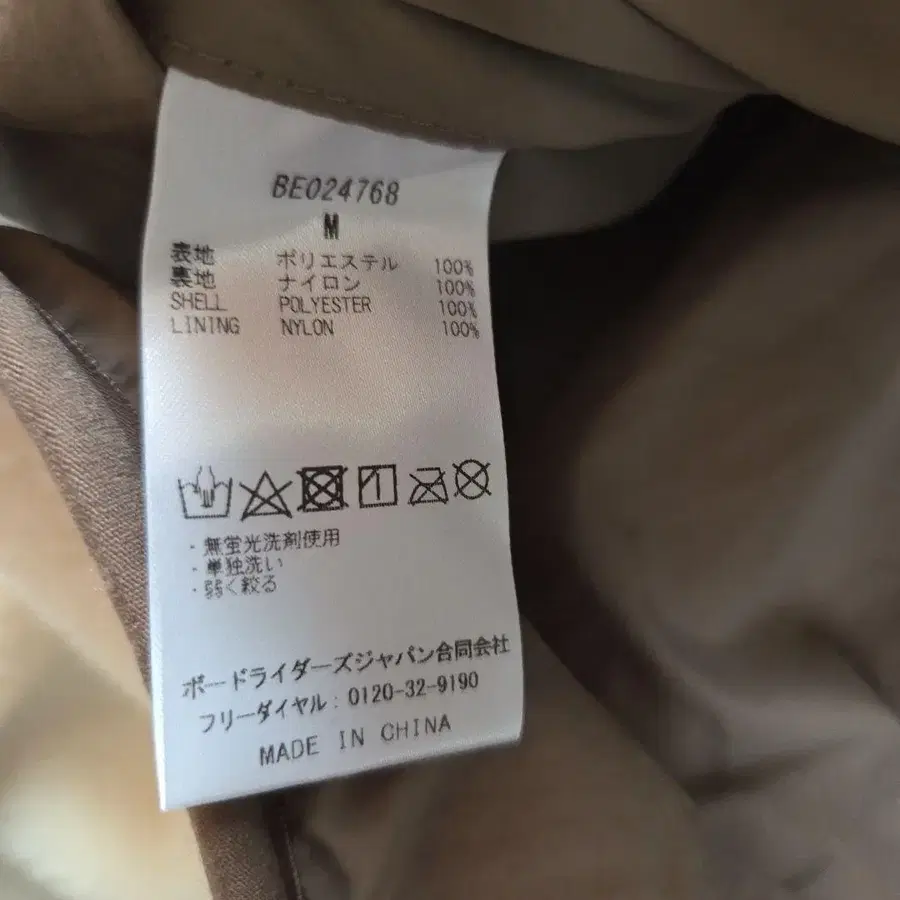 BE024768
M
表地 ポリエステル 100%
裏地 ナイロン 100%
SHELL POLYESTER 100%
LINING NYLON 100%
・無蛍光洗剤使用
・単独洗い
・弱く絞る
ボードライダーズジャパン合同会社
フリーダイヤル：0120-32-9190
MADE IN CHINA